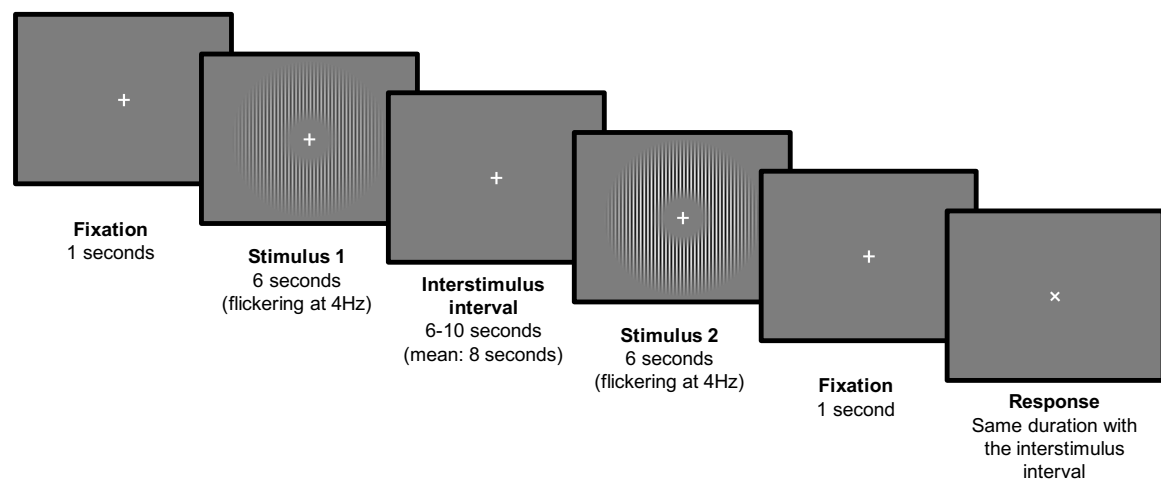 Fixation
1 seconds
Stimulus 1
6 seconds
(flickering at 4Hz)
Interstimulus
interval
6-10 seconds
(mean: 8 seconds)
Stimulus 2
6 seconds
(flickering at 4Hz)
Fixation
1 second
Response
Same duration with
the interstimulus
interval